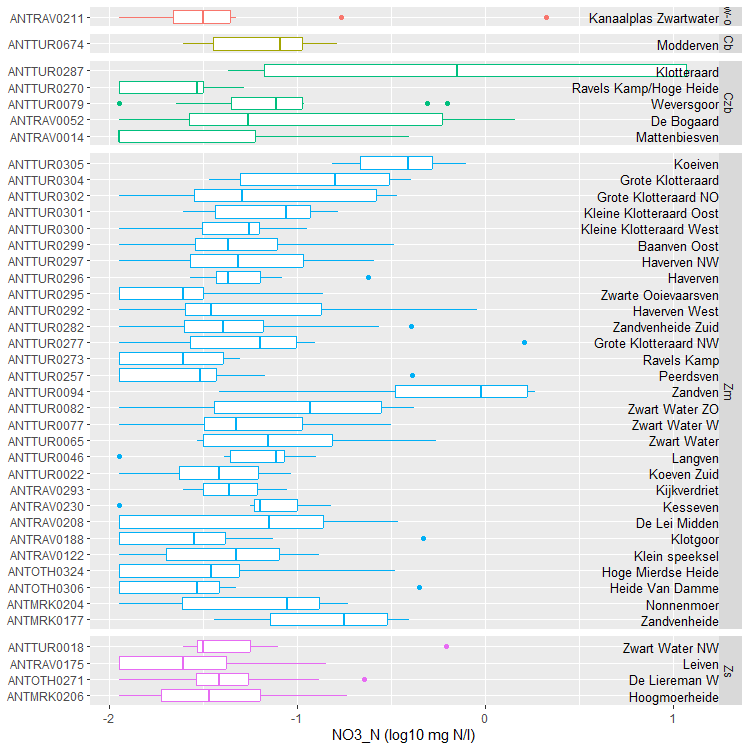 ANTRAV0211 Kanaalplas Zwartwater
ANTTUR0674 Modderven Cb
ANTTUR0287 Klotteraard
ANTTUR0270 Ravels Kamp/Hoge Heide
ANTTUR0079 Weversgoor Czb
ANTRAV0052 De Bogaard
ANTRAV0014 Mattenbiesven
ANTTUR0305 Koeiven
ANTTUR0304 Grote Klotteraard
ANTTUR0302 Grote Klotteraard NO
ANTTUR0301 Kleine Klotteraard Oost
ANTTUR0300 Kleine Klotteraard West
ANTTUR0299 Baanven Oost
ANTTUR0297 Haverven NW
ANTTUR0296 Haverven
ANTTUR0295 Zwarte Ooievaarsven
ANTTUR0292 Haverven West
ANTTUR0282 Zandvenheide Zuid
ANTTUR0277 Grote Klotteraard NW
ANTTUR0273 Ravels Kamp
ANTTUR0257 Peerdsven
ANTTUR0094 Zandven Zm
ANTTUR0082 Zwart Water ZO
ANTTUR0077 Zwart Water W
ANTTUR0065 Zwart Water
ANTTUR0046 Langven
ANTTUR0022 Koeven Zuid
ANTRAV0293 Kijkverdriet
ANTRAV0230 Kesseven
ANTRAV0208 De Lei Midden
ANTRAV0188 Klotgoor
ANTRAV0122 Klein speeksel
ANTOTH0324 Hoge Mierdse Heide
ANTOTH0306 Heide Van Damme
ANTMRK0204 Nonnenmoer
ANTMRK0177 Zandvenheide
ANTTUR0018 Zwart Water NW
ANTRAV0175 Leiven
ANTOTH0271 De Liereman W Zs
ANTMRK0206 Hoogmoerheide
-2 -1 0 1
NO3_N (log10 mg N/l)